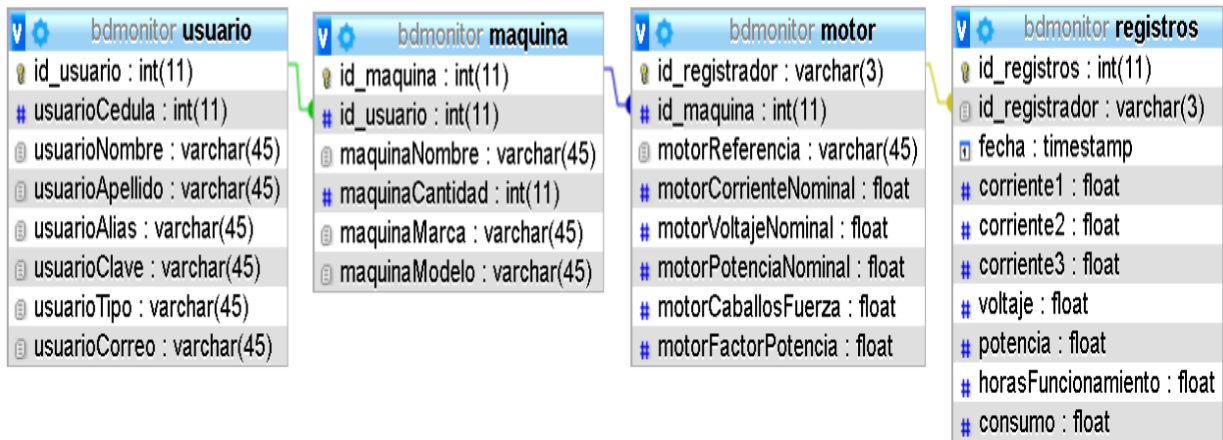 bdmonitor usuario
id_usuario : int(11)
usuarioCedula : int(11)
usuarioNombre : varchar(45)
usuarioApellido : varchar(45)
usuarioAlias : varchar(45)
usuarioClave : varchar(45)
usuarioTipo : varchar(45)
usuarioCorreo : varchar(45)
bdmonitor maquina
id_maquina : int(11)
id_usuario : int(11)
maquinaNombre : varchar(45)
maquinaCantidad : int(11)
maquinaMarca : varchar(45)
maquinaModelo : varchar(45)
bdmonitor motor
id_registrador : varchar(3)
id_maquina : int(11)
motorReferencia : varchar(45)
motorCorrienteNominal : float
motorVoltajeNominal : float
motorPotenciaNominal : float
motorCaballosFuerza : float
motorFactorPotencia : float
bdmonitor registros
id_registros : int(11)
id_registrador : varchar(3)
fecha : timestamp
corriente1 : float
corriente2 : float
corriente3 : float
voltaje : float
potencia : float
horasFuncionamiento : float
consumo : float